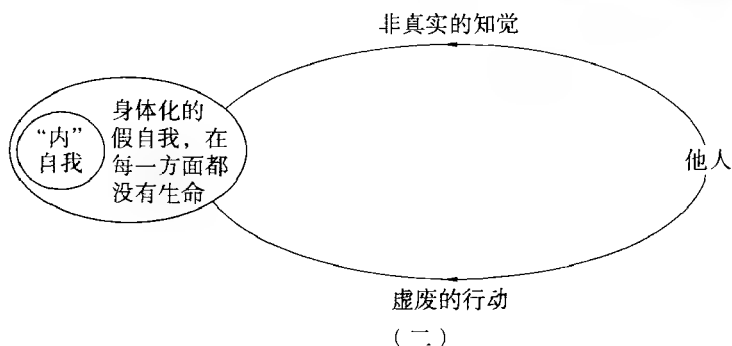 非真实的知觉
身体化的
假自我，在
每一方面都
没有生命
“内”
自我
他人
虚废的行动
（二）